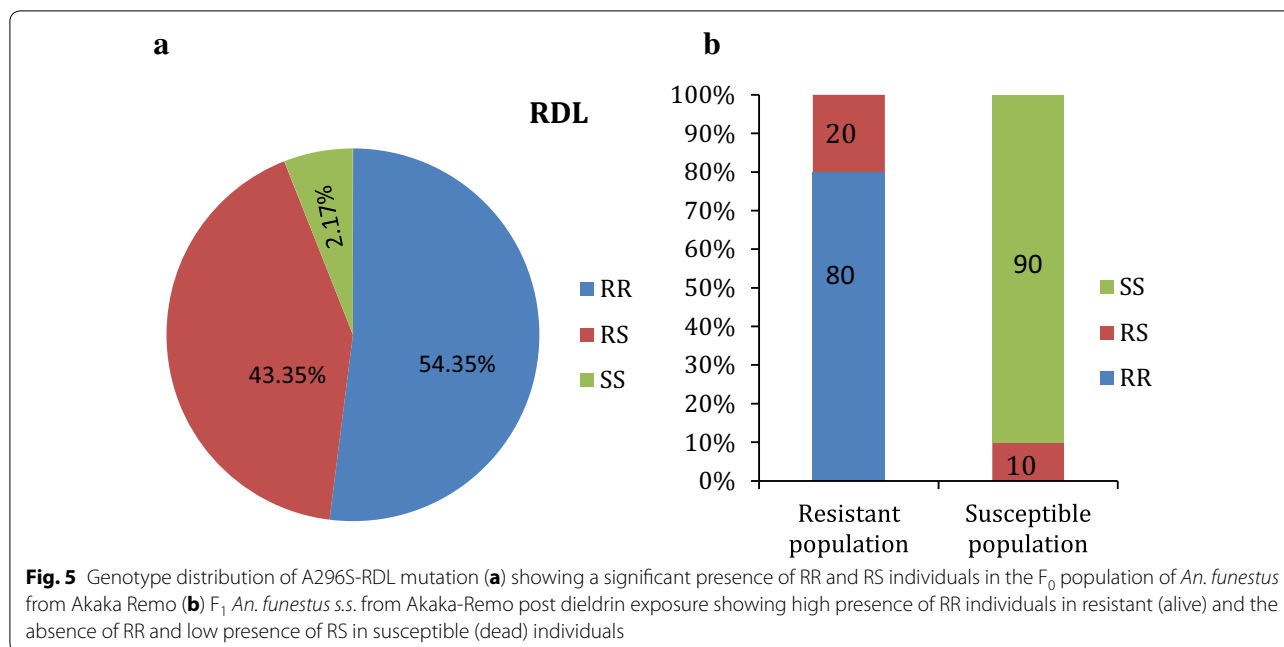 a
RDL
2.17%
43.35%
54.35%
RR
RS
SS
b
100%
90%
80%
70%
60%
50%
40%
30%
20%
10%
0%
20
80
90
10
SS
RS
RR
Resistant
population
Susceptible
population
Fig. 5 Genotype distribution of A296S-RDL mutation (a) showing a significant presence of RR and RS individuals in the F0 population of An. funestus
from Akaka Remo (b) F1 An. funestus s.s. from Akaka-Remo post dieldrin exposure showing high presence of RR individuals in resistant (alive) and the
absence of RR and low presence of RS in susceptible (dead) individuals